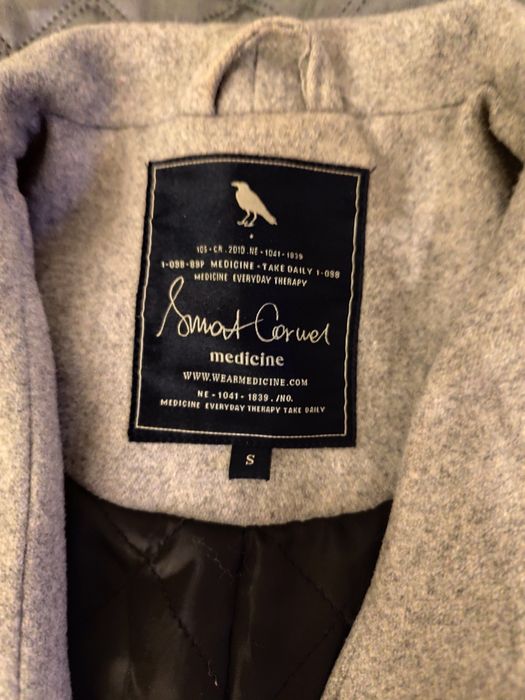 105 - CR . 2010 . NE - 1041 - 1839
1-098-89P MEDICINE - TAKE DAILY 1-098
MEDICINE EVERYDAY THERAPY
Smart Cornel
medicine
WWW.WEARMEDICINE.COM
NE - 1041 - 1839 . /NO.
MEDICINE EVERYDAY THERAPY TAKE DAILY
S